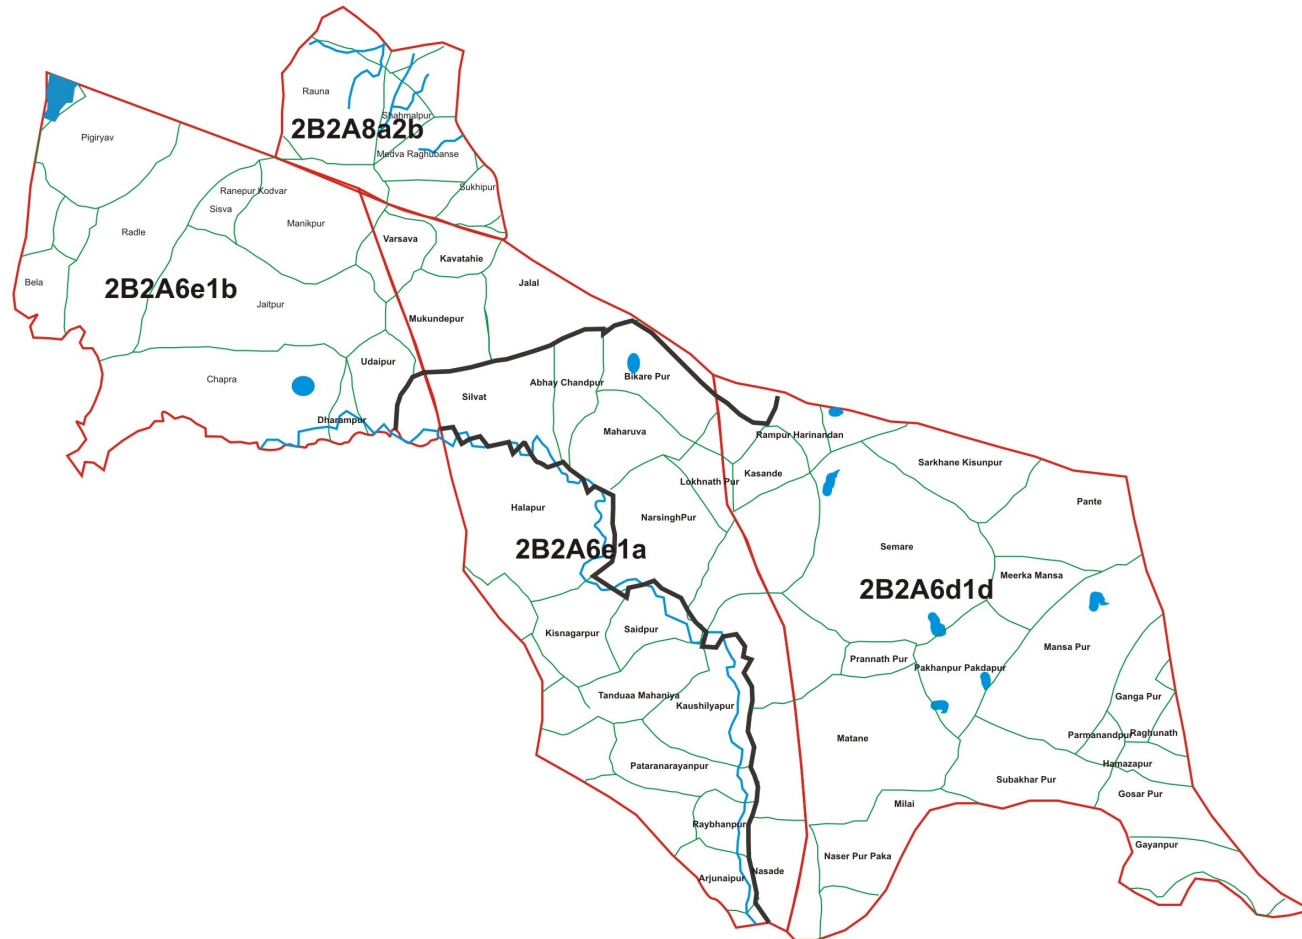 Rauna
Shahmalpur
2B2A8a2b
Pigiryav
Medva Raghubanse
Ranepur Kodvar
Sukhipur
Sisva
Manikpur
Radle
Varsava
Kavatahie
Bela
2B2A6e1b
Jalal
Jaitpur
Mukundepur
Udaipur
Chapra
Abhay Chandpur
Bikare Pur
Silvat
Dharampur
Maharuva
Rampur Harinandan
Sarkhane Kisunpur
Lokhnath Pur
Kasande
Pante
Halapur
NarsinghPur
2B2A6e1a
Semare
Meerka Mansa
2B2A6d1d
Kisnagarpur
Saidpur
Mansa Pur
Prannath Pur
Pakhanpur Pakdapur
Tanduaa Mahaniya
Kaushilyapur
Ganga Pur
Matane
Parmanandpur
Raghunath
Pataranarayanpur
Hamazapur
Subakhar Pur
Gosar Pur
Milai
Raybhanpur
Gayanpur
Naser Pur Paka
Arjunaipur
Nasade